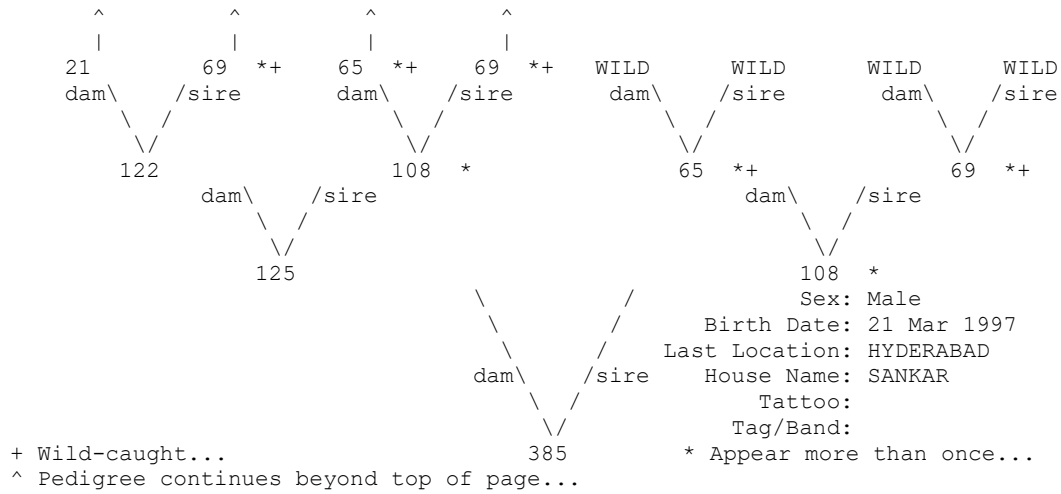 ^ ^ ^ ^
21 69 *+ 65 *+ 69 *+ WILD WILD WILD WILD
dam\ /sire dam\ /sire dam\ /sire dam\ /sire
122 108 * 65 *+ 69 *+
dam\ /sire dam\ /sire
125 108 *
Sex: Male
Birth Date: 21 Mar 1997
Last Location: HYDERABAD
dam\ /sire House Name: SANKAR
Tattoo:
Tag/Band:
+ Wild-caught... 385 * Appear more than once...
^ Pedigree continues beyond top of page...